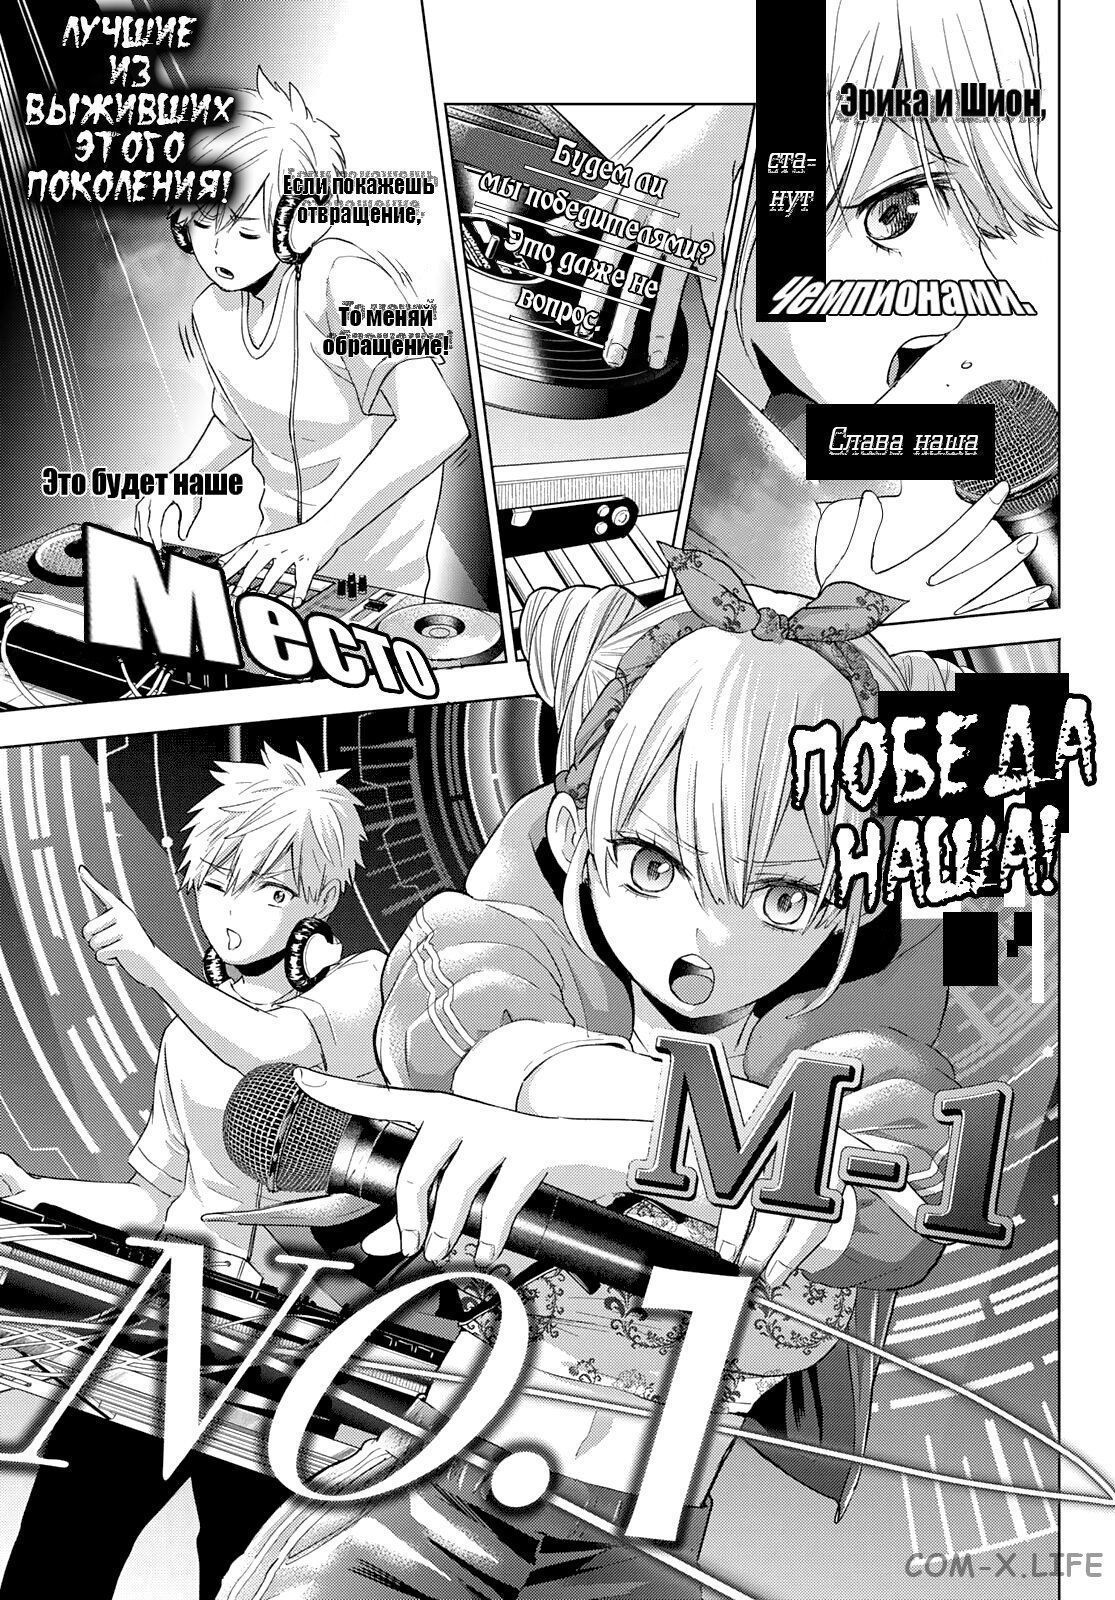 Эрика и Шион,
ста-
нут
чемпионами.
Слава наша
Будем ли
мы победителями?
Это даже не
вопрос.
ЛУЧШИЕ
ИЗ
ВЫЖИВШИХ
ЭТОГО
ПОКОЛЕНИЯ!
Если покажешь
отвращение,
То меняй
обращение!
Это будет наше
Место
ПОБЕДА
НАША!
М-1
NO.1
COM-X.LIFE